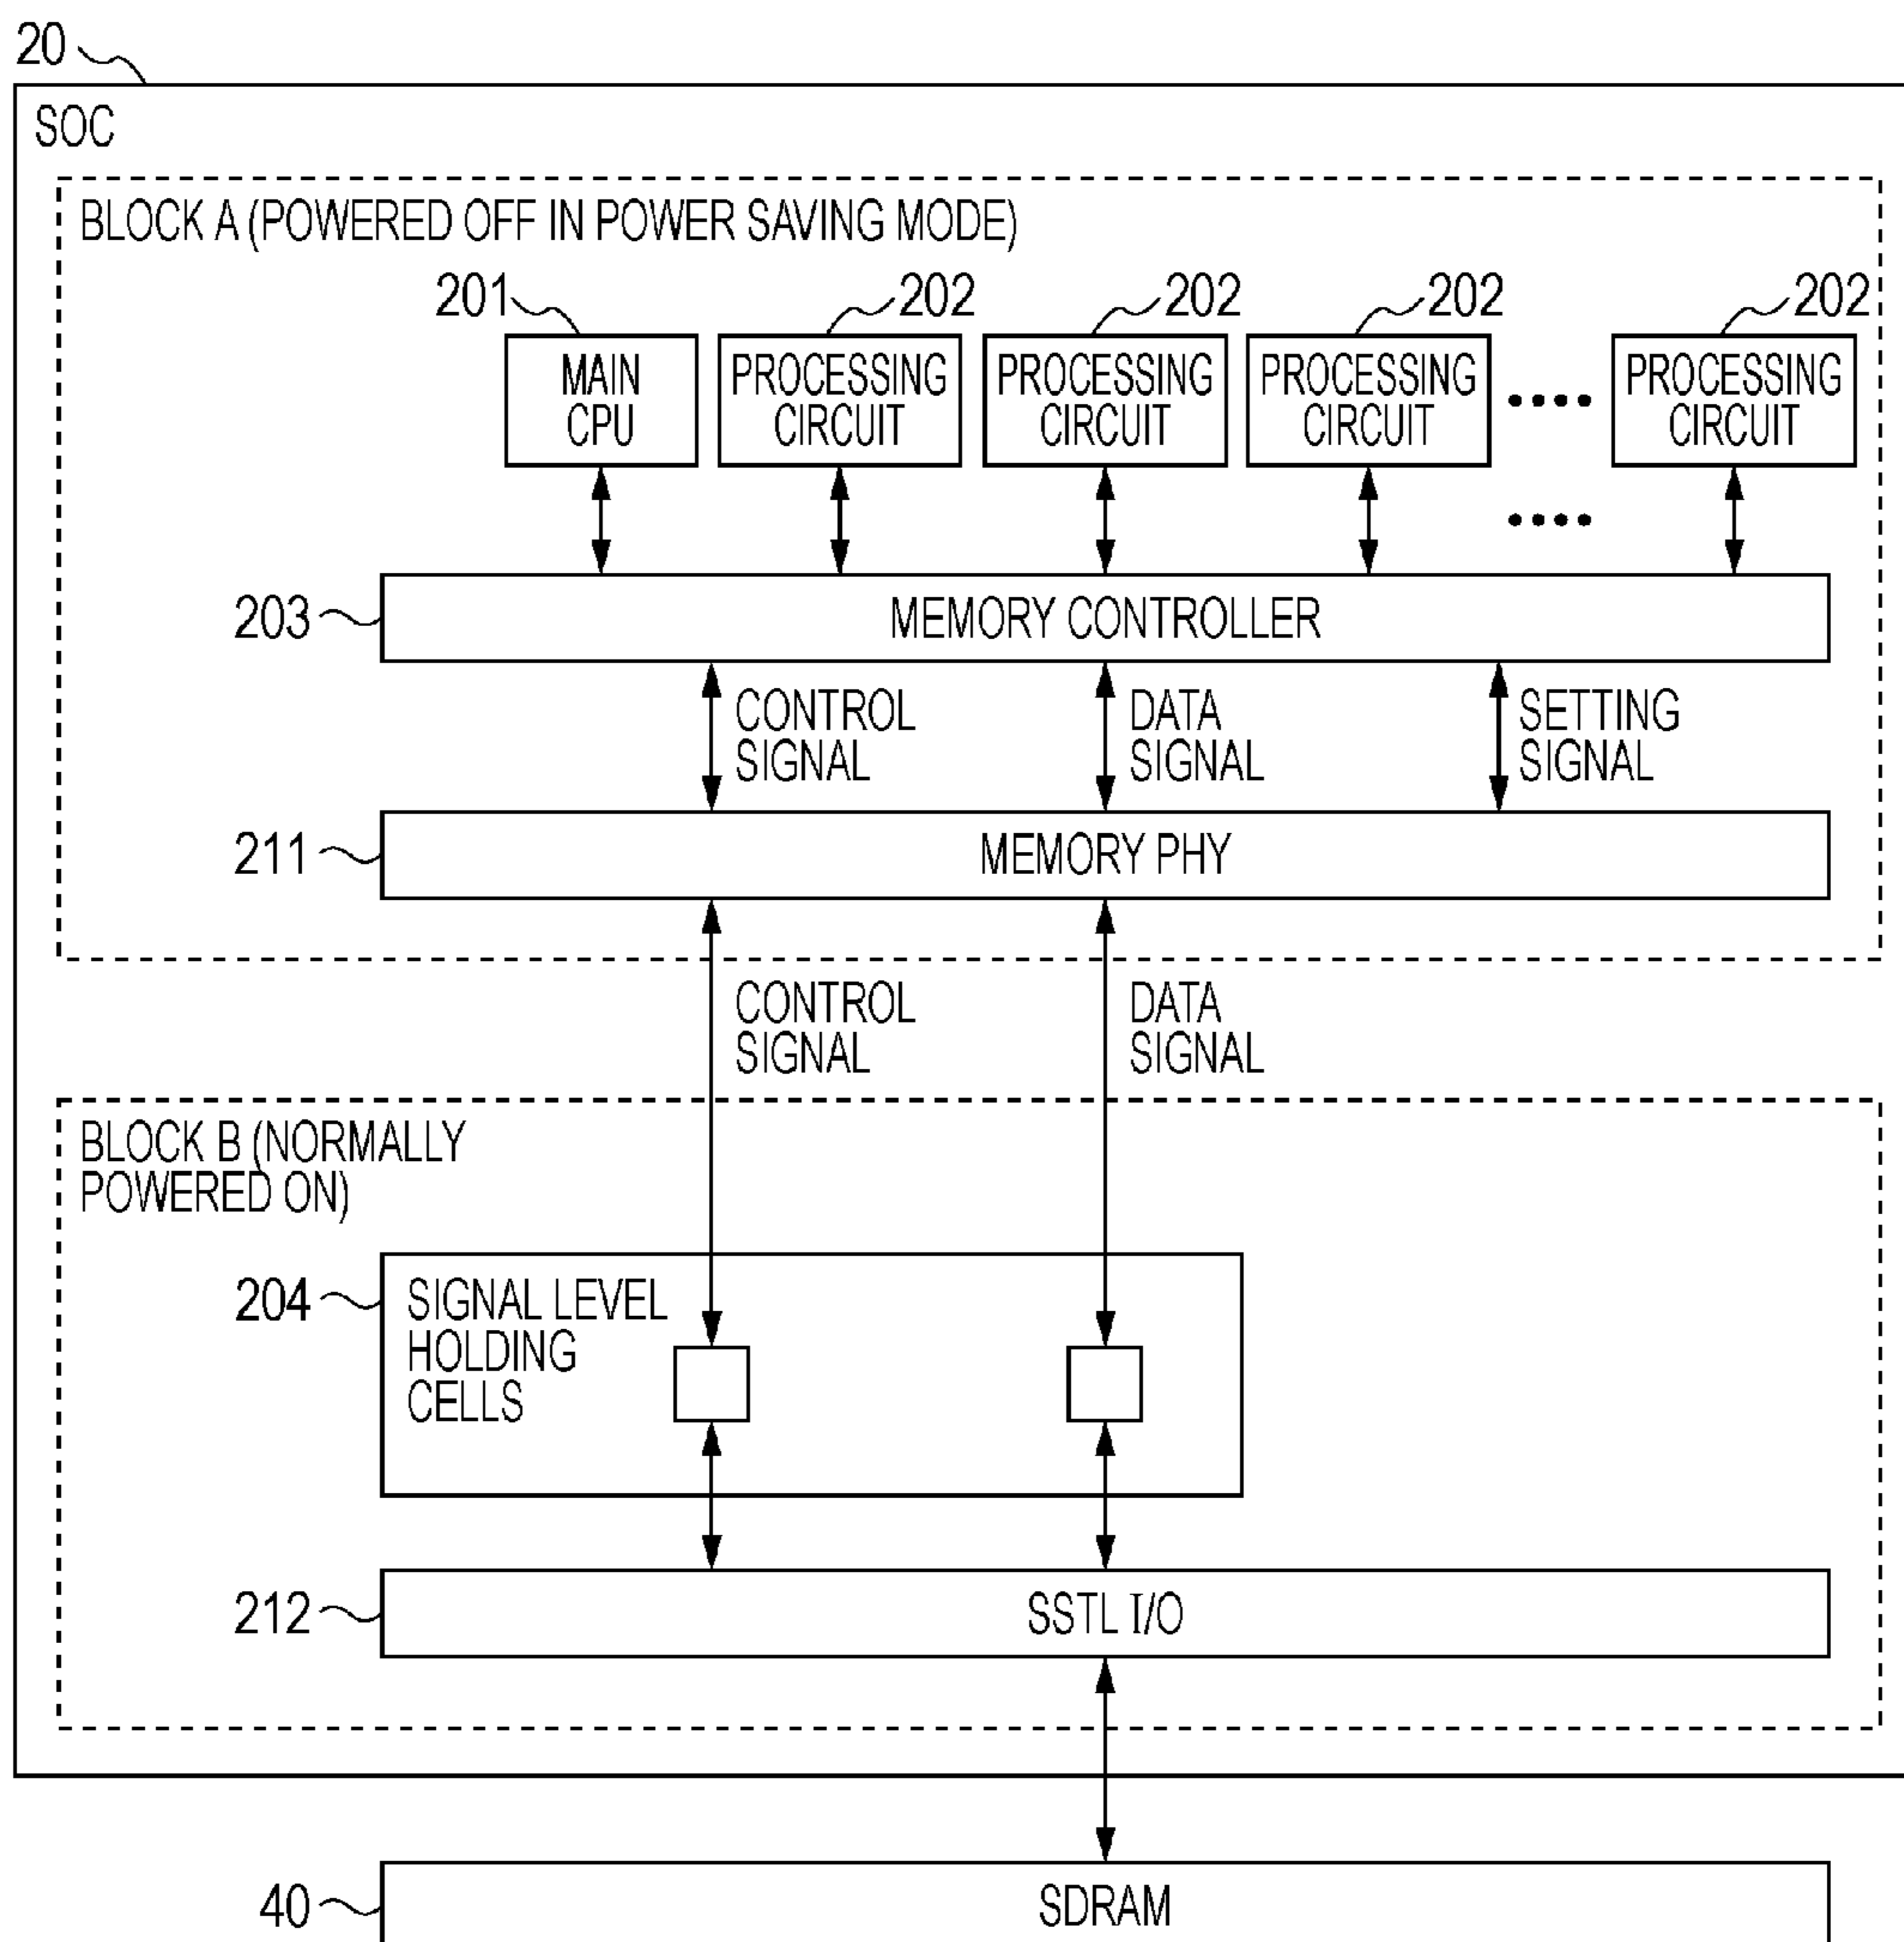 20
SOC
BLOCK A (POWERED OFF IN POWER SAVING MODE)
201
202
202
202
202
MAIN
CPU
PROCESSING
CIRCUIT
PROCESSING
CIRCUIT
PROCESSING
CIRCUIT
PROCESSING
CIRCUIT
203
MEMORY CONTROLLER
CONTROL
SIGNAL
DATA
SIGNAL
SETTING
SIGNAL
211
MEMORY PHY
CONTROL
SIGNAL
DATA
SIGNAL
BLOCK B (NORMALLY
POWERED ON)
204
SIGNAL LEVEL
HOLDING
CELLS
212
SSTL I/O
40
SDRAM